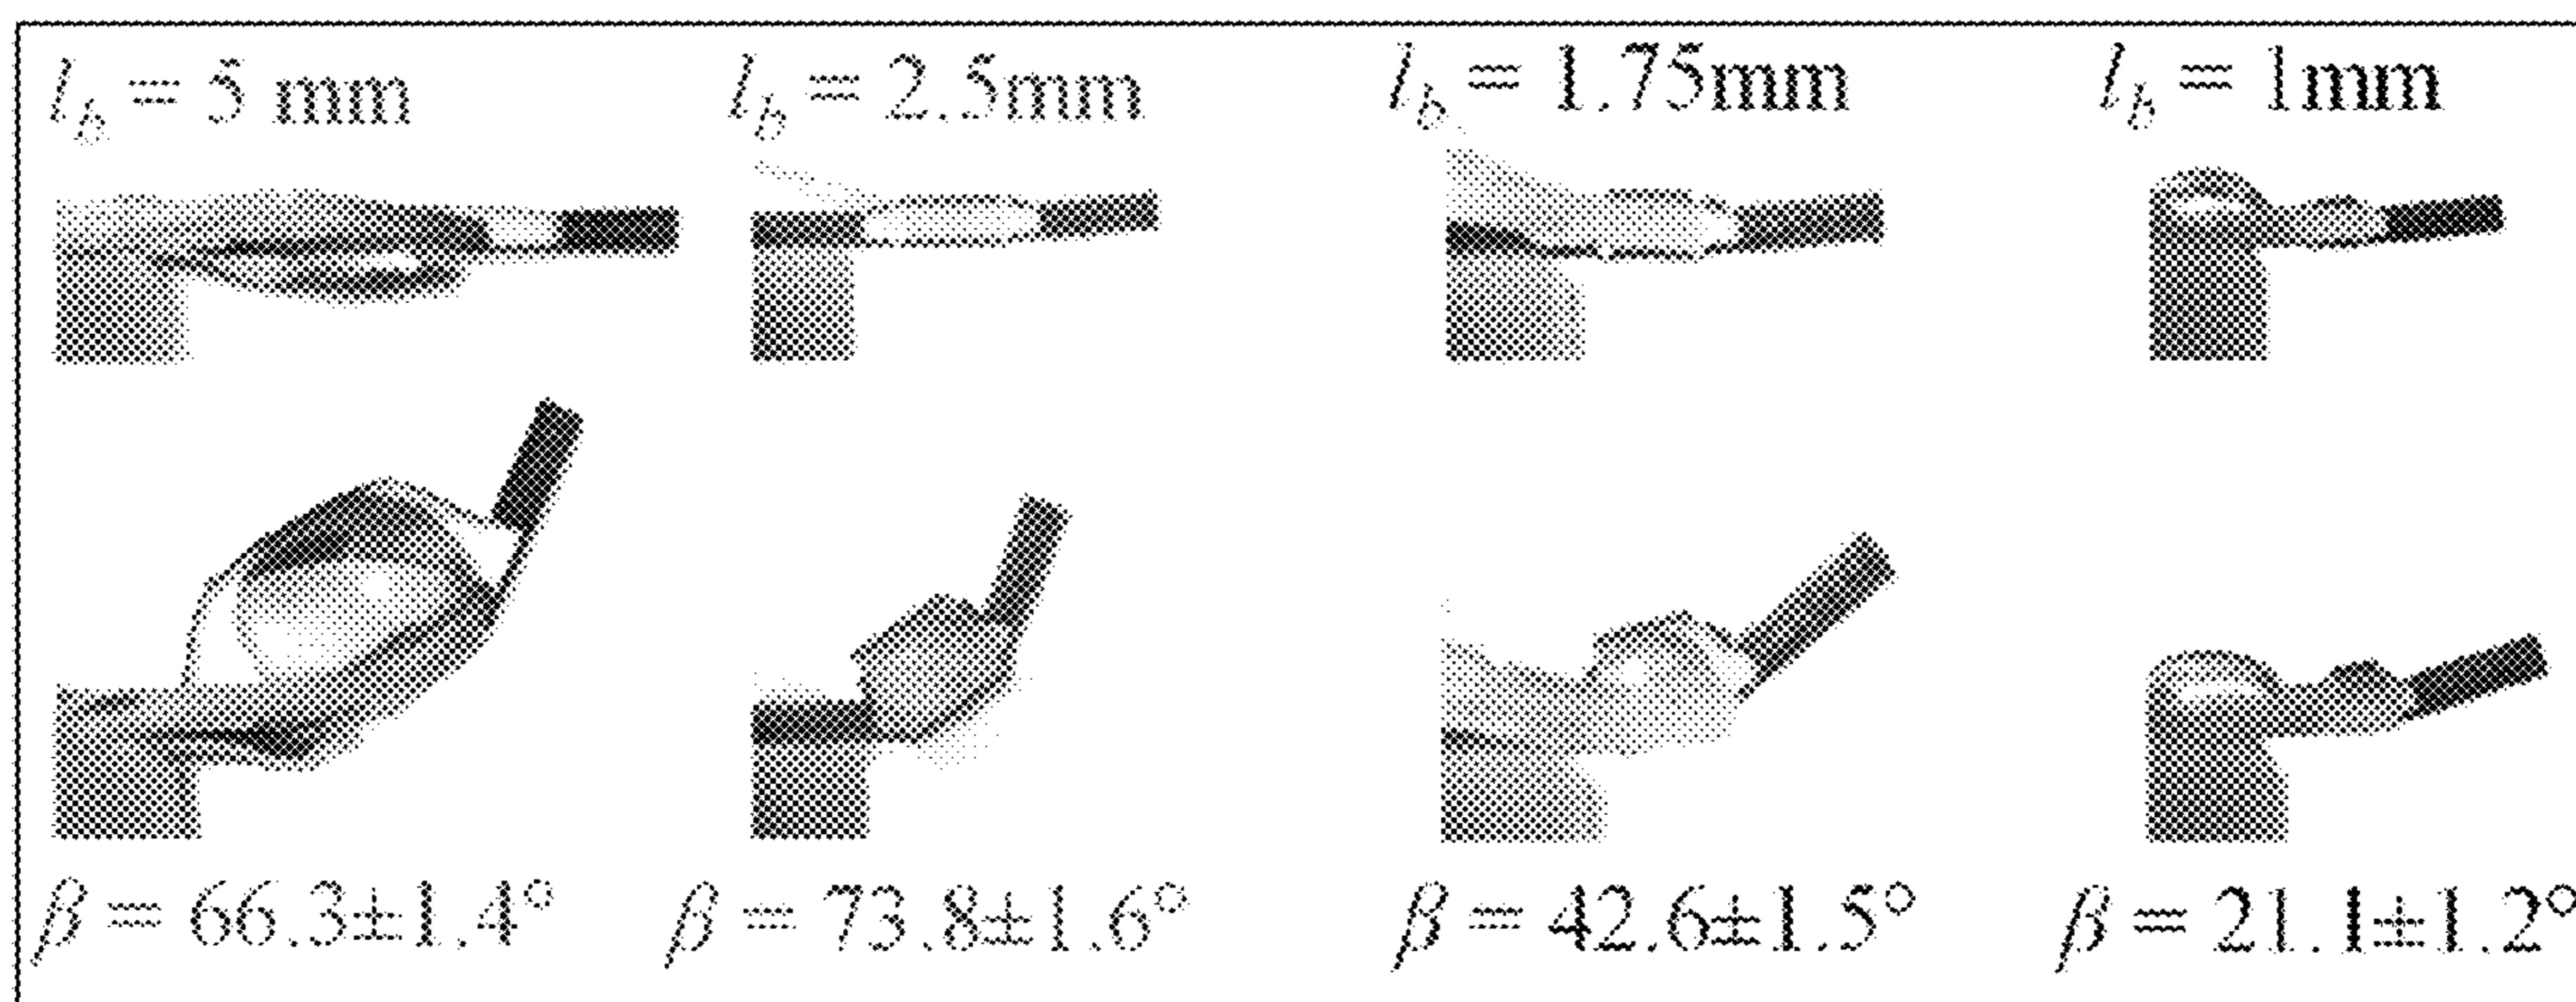 l_b = 5 mm
l_b = 2.5mm
l_b = 1.75mm
l_b = 1mm
β = 66.3±1.4°
β = 73.8±1.6°
β = 42.6±1.5°
β = 21.1±1.2°